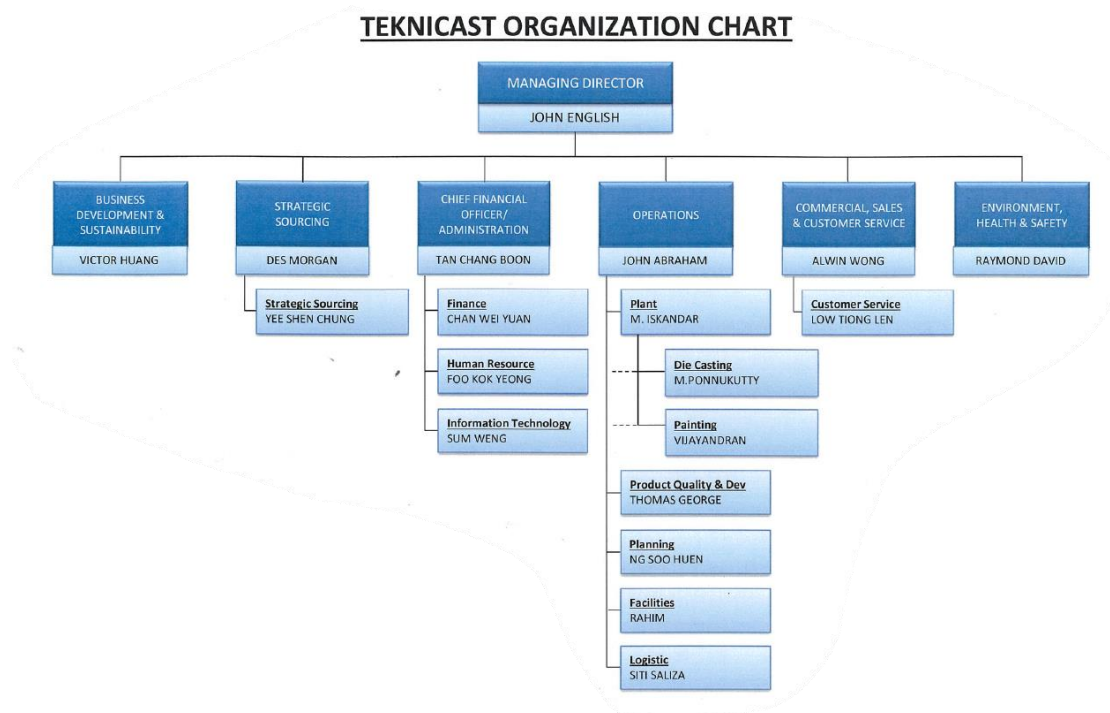 TEKNICAST ORGANIZATION CHART
MANAGING DIRECTOR
JOHN ENGLISH
BUSINESS
DEVELOPMENT &
SUSTAINABILITY
VICTOR HUANG
STRATEGIC
SOURCING
DES MORGAN
Strategic Sourcing
YEE SHEN CHUNG
CHIEF FINANCIAL
OFFICER/
ADMINISTRATION
TAN CHANG BOON
Finance
CHAN WEI YUAN
Human Resource
FOO KOK YEONG
Information Technology
SUM WENG
OPERATIONS
JOHN ABRAHAM
Plant
M. ISKANDAR
Die Casting
M.PONNUKUTTY
Painting
VIJAYANDRAN
Product Quality & Dev
THOMAS GEORGE
Planning
NG SOO HUEN
Facilities
RAHIM
Logistic
SITI SALIZA
COMMERCIAL, SALES
& CUSTOMER SERVICE
ALWIN WONG
Customer Service
LOW TIONG LEN
ENVIRONMENT,
HEALTH & SAFETY
RAYMOND DAVID